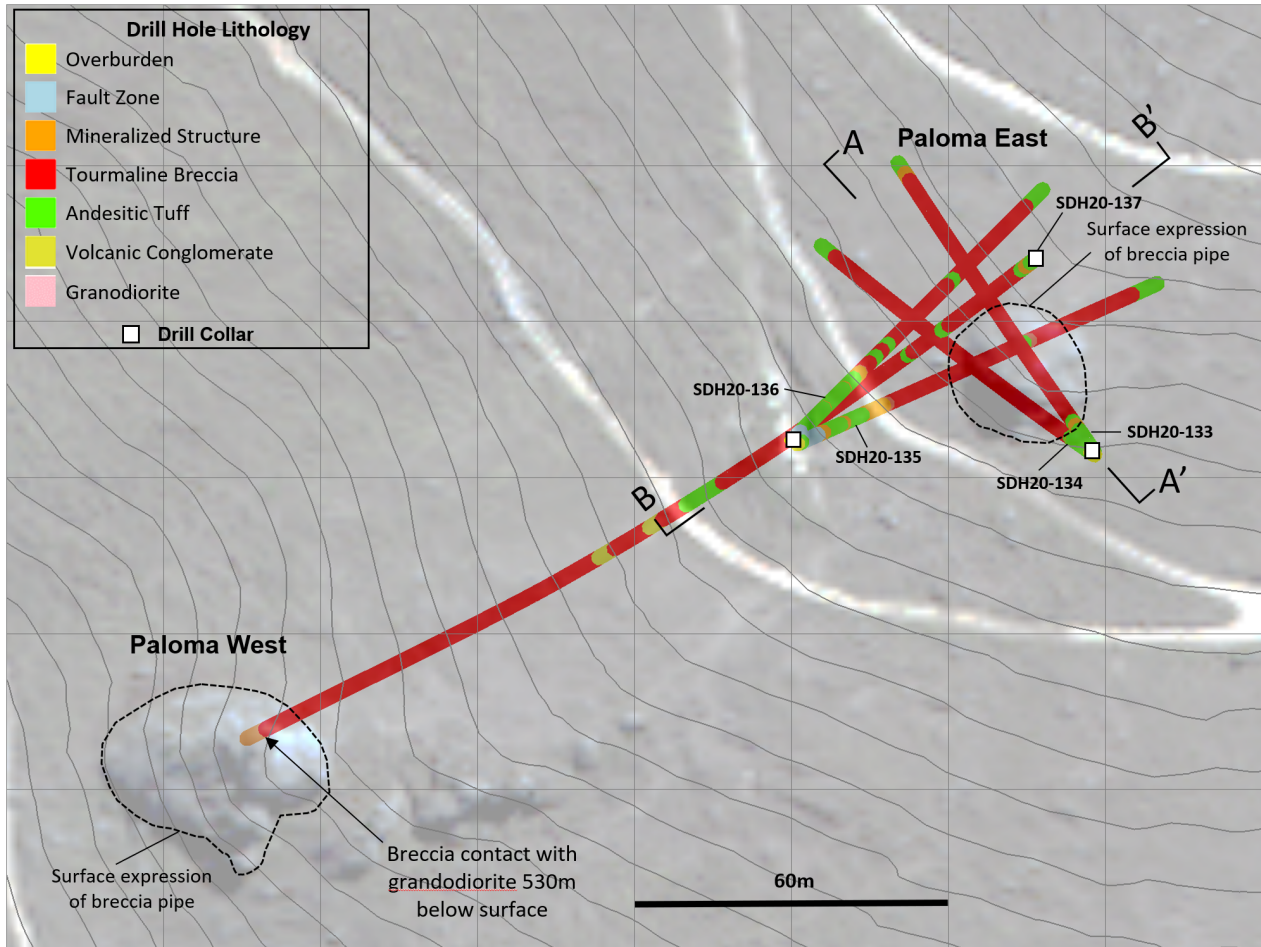 Drill Hole Lithology
Overburden
Fault Zone
Mineralized Structure
Tourmaline Breccia
Andesitic Tuff
Volcanic Conglomerate
Granodiorite
Drill Collar
A
Paloma East
B'
SDH20-137
Surface expression
of breccia pipe
SDH20-136
SDH20-135
SDH20-133
SDH20-134
A'
B
Paloma West
Surface expression
of breccia pipe
Breccia contact with
grandodiorite 530m
below surface
60m